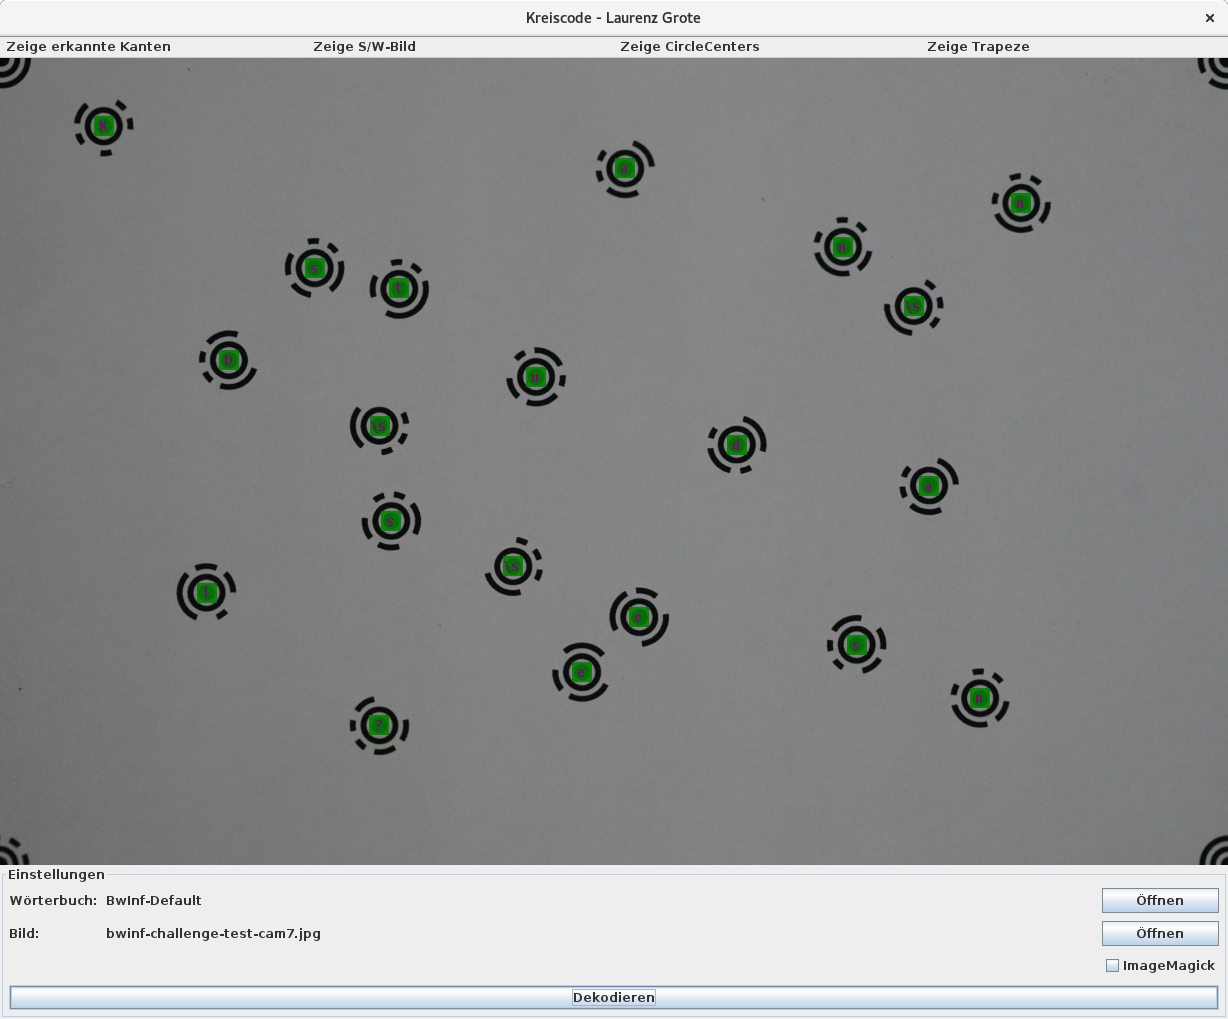 Kreiscode - Laurenz Grote
Zeige erkannte Kanten Zeige S/W-Bild Zeige CircleCenters Zeige Trapeze
Einstellungen
Wörterbuch: BwInf-Default Öffnen
Bild: bwinf-challenge-test-cam7.jpg Öffnen
ImageMagick
Dekodieren